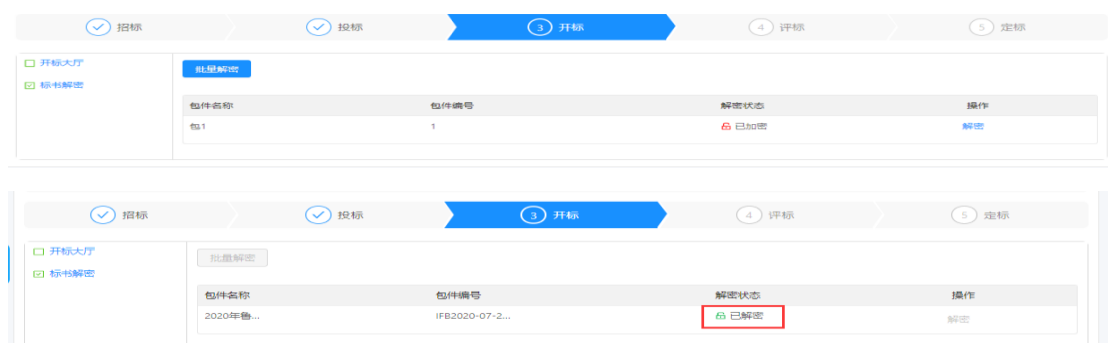 招标 投标 3 开标 4 评标 5 定标
开标大厅
标书解密
批量解密
包件名称 包件编号 解密状态 操作
包1 1 已加密 解密
招标 投标 3 开标 4 评标 5 定标
开标大厅
标书解密
批量解密
包件名称 包件编号 解密状态 操作
2020年鲁... IFB2020-07-2... 已解密 解密